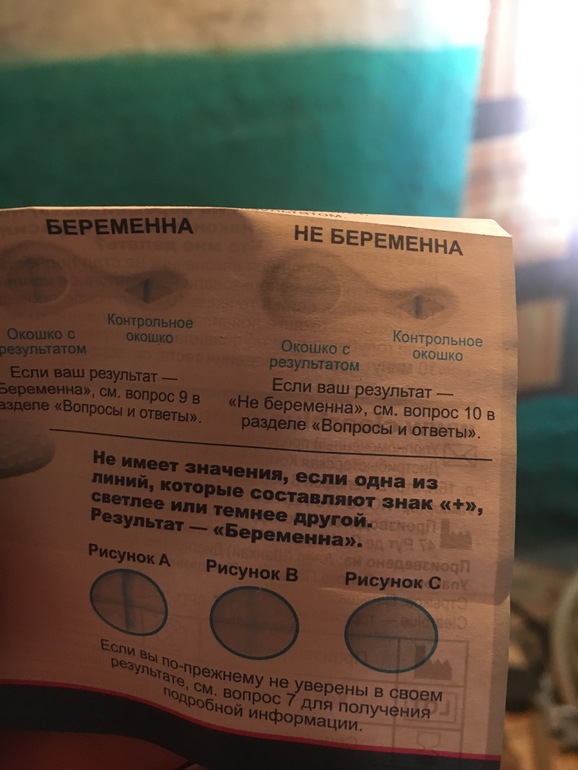 БЕРЕМЕННА
НЕ БЕРЕМЕННА
Окошко с
результатом
Контрольное
окошко
Окошко с
результатом
Контрольное
окошко
Если ваш результат —
Беременна», см. вопрос 9 в
разделе «Вопросы и ответы».
Если ваш результат —
«Не беременна», см. вопрос 10 в
разделе «Вопросы и ответы».
Не имеет значения, если одна из
линий, которые составляют знак «+»,
светлее или темнее другой.
Результат — «Беременна».
Рисунок A
Рисунок B
Рисунок C
Если вы по-прежнему не уверены в своем
результате, см. вопрос 7 для получения
подробной информации.